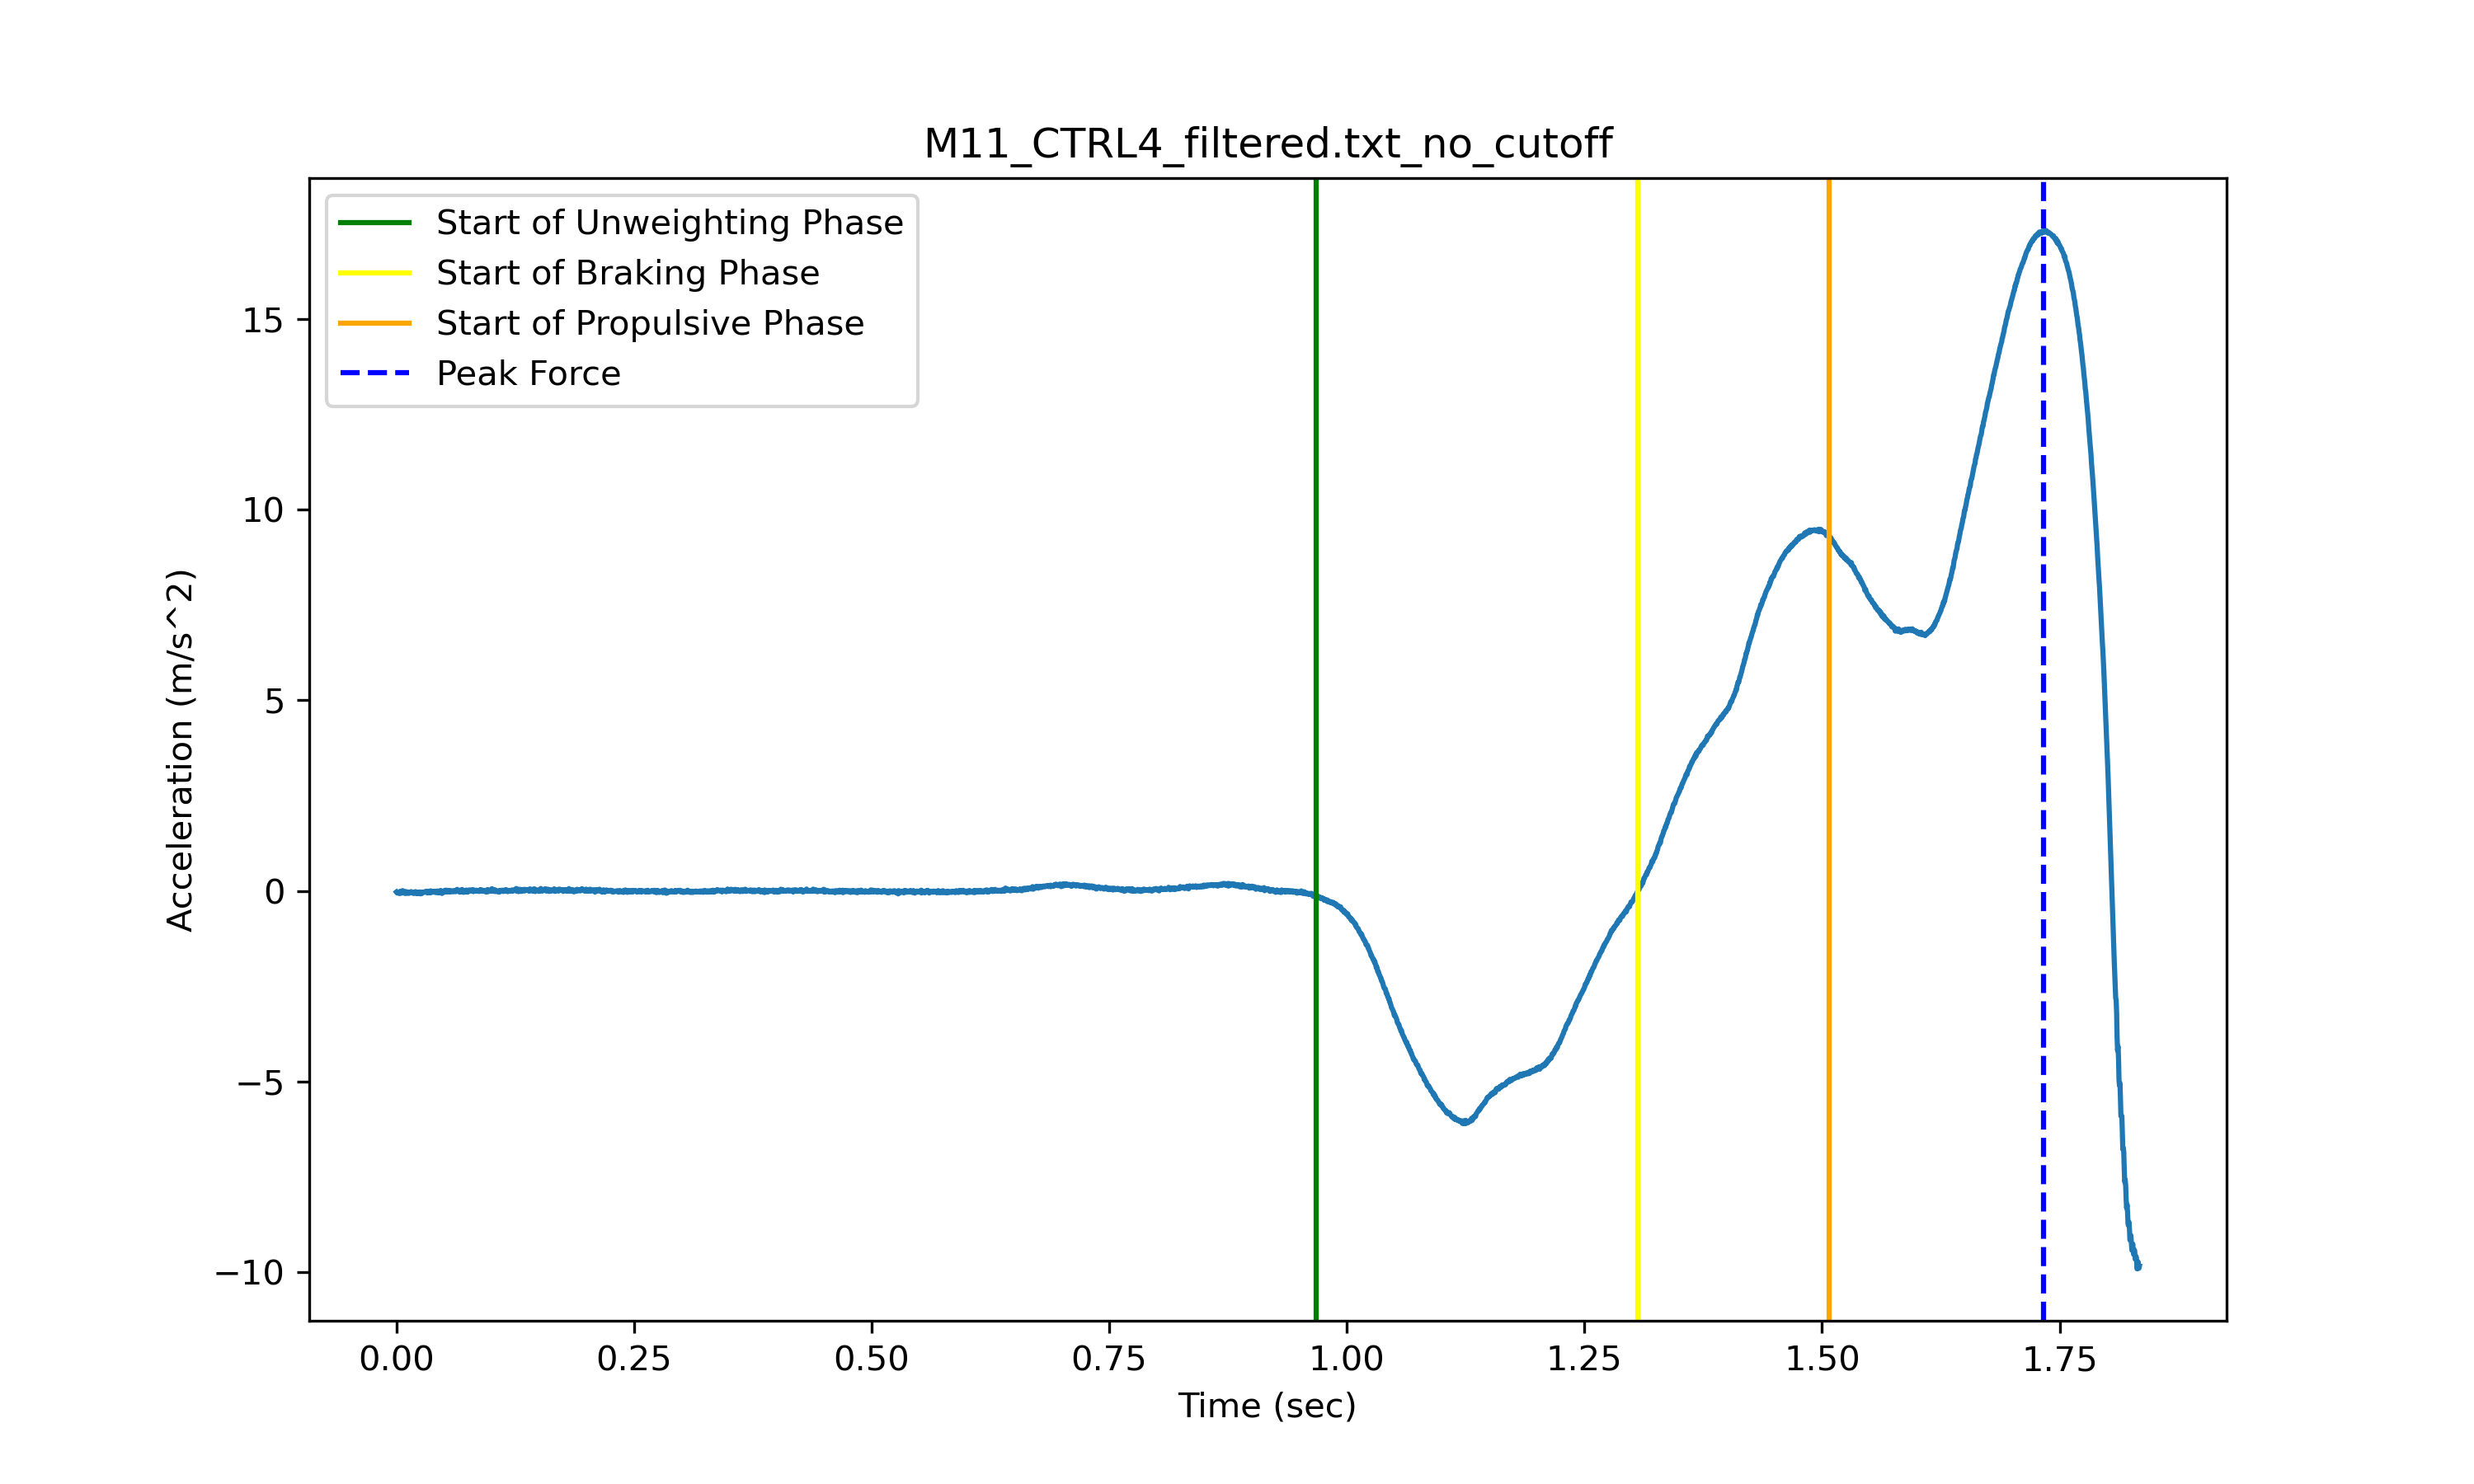 M11_CTRL4_filtered.txt_no_cutoff
Start of Unweighting Phase
Start of Braking Phase
Start of Propulsive Phase
Peak Force
15
10
5
0
−5
−10
Acceleration (m/s^2)
0.00 0.25 0.50 0.75 1.00 1.25 1.50 1.75
Time (sec)